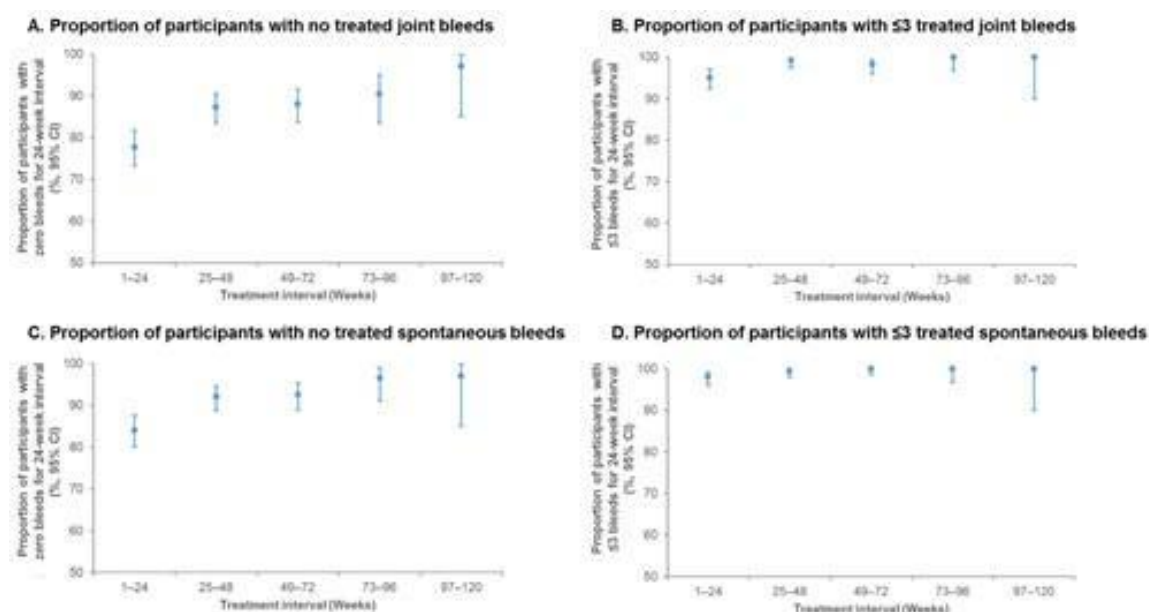 A. Proportion of participants with no treated joint bleeds
Proportion of participants with
zero bleeds for 24-week interval
(%, 95% CI)
100
90
80
70
60
50
1–24
25–48
49–72
73–96
97–120
Treatment interval (Weeks)
B. Proportion of participants with ≤3 treated joint bleeds
Proportion of participants with
≤3 bleeds for 24-week interval
(%, 95% CI)
100
90
80
70
60
50
1–24
25–48
49–72
73–96
97–120
Treatment interval (Weeks)
C. Proportion of participants with no treated spontaneous bleeds
Proportion of participants with
zero bleeds for 24-week interval
(%, 95% CI)
100
90
80
70
60
50
1–24
25–48
49–72
73–96
97–120
Treatment interval (Weeks)
D. Proportion of participants with ≤3 treated spontaneous bleeds
Proportion of participants with
≤3 bleeds for 24-week interval
(%, 95% CI)
100
90
80
70
60
50
1–24
25–48
49–72
73–96
97–120
Treatment interval (Weeks)